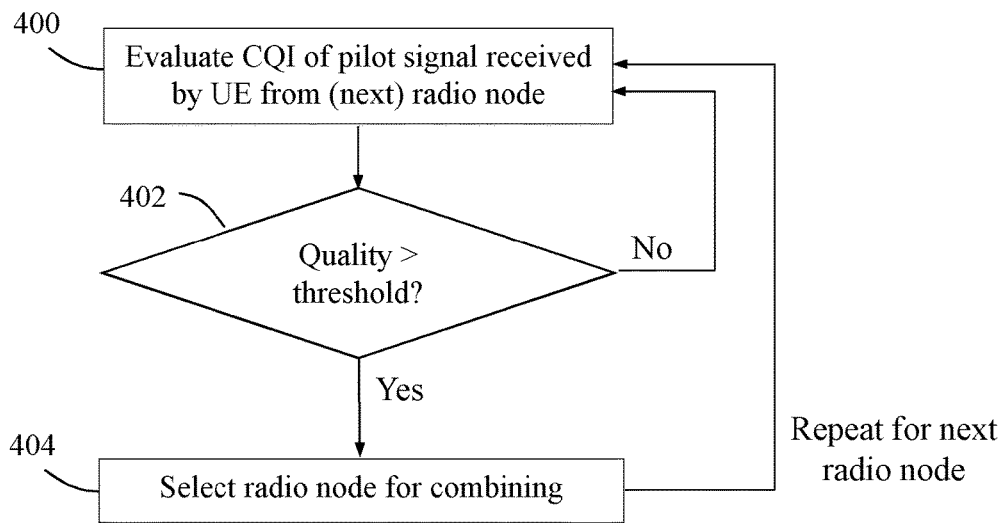 400
Evaluate CQI of pilot signal received
by UE from (next) radio node
402
Quality >
threshold?
No
Yes
Repeat for next
radio node
404
Select radio node for combining